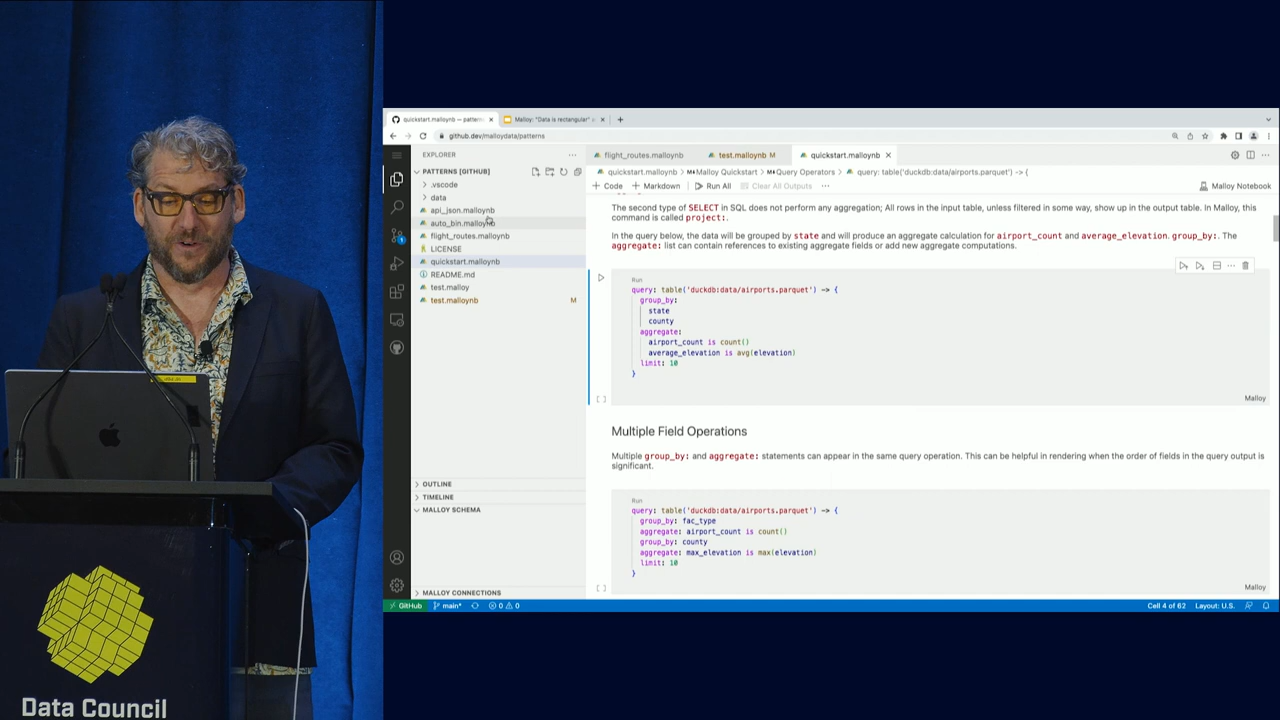 quickstart.malloynb — pattern
Malloy: "Data is rectangular"
github.dev/malloydata/patterns
EXPLORER
PATTERNS [GITHUB]
.vscode
data
api_json.malloynb
auto_bin.malloynb
flight_routes.malloynb
LICENSE
quickstart.malloynb
README.md
test.malloy
test.malloynb M
OUTLINE
TIMELINE
MALLOY SCHEMA
MALLOY CONNECTIONS
flight_routes.malloynb test.malloynb M quickstart.malloynb
quickstart.malloynb > Malloy Quickstart > Query Operators > query: table('duckdb:data/airports.parquet') -> {
+ Code + Markdown Run All Clear All Outputs ... Malloy Notebook
The second type of SELECT in SQL does not perform any aggregation; All rows in the input table, unless filtered in some way, show up in the output table. In Malloy, this
command is called project:.
In the query below, the data will be grouped by state and will produce an aggregate calculation for airport_count and average_elevation. group_by:. The
aggregate: list can contain references to existing aggregate fields or add new aggregate computations.
Run
query: table('duckdb:data/airports.parquet') -> {
group_by:
state
county
aggregate:
airport_count is count()
average_elevation is avg(elevation)
limit: 10
}
[ ] Malloy
Multiple Field Operations
Multiple group_by: and aggregate: statements can appear in the same query operation. This can be helpful in rendering when the order of fields in the query output is
significant.
Run
query: table('duckdb:data/airports.parquet') -> {
group_by: fac_type
aggregate: airport_count is count()
group_by: county
aggregate: max_elevation is max(elevation)
limit: 10
}
[ ] Malloy
GitHub main* 0 0 Cell 4 of 62 Layout: U.S.
Data Council